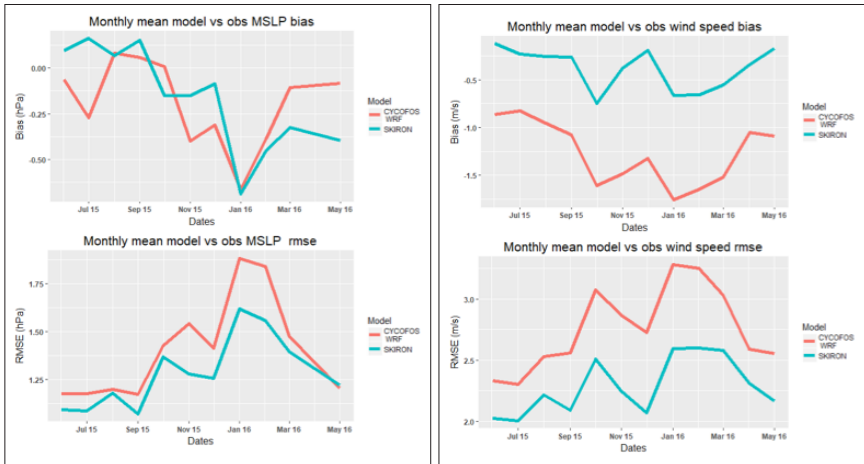 Monthly mean model vs obs MSLP bias
Bias (hPa)
0.00
-0.25
-0.50
Jul 15
Sep 15
Nov 15
Jan 16
Mar 16
May 16
Dates
Model
CYCOFOS
WRF
SKIRON
Monthly mean model vs obs MSLP rmse
RMSE (hPa)
1.75
1.50
1.25
Jul 15
Sep 15
Nov 15
Jan 16
Mar 16
May 16
Dates
Model
CYCOFOS
WRF
SKIRON
Monthly mean model vs obs wind speed bias
Bias (m/s)
-0.5
-1.0
-1.5
Jul 15
Sep 15
Nov 15
Jan 16
Mar 16
May 16
Dates
Model
CYCOFOS
WRF
SKIRON
Monthly mean model vs obs wind speed rmse
RMSE (m/s)
3.0
2.5
2.0
Jul 15
Sep 15
Nov 15
Jan 16
Mar 16
May 16
Dates
Model
CYCOFOS
WRF
SKIRON